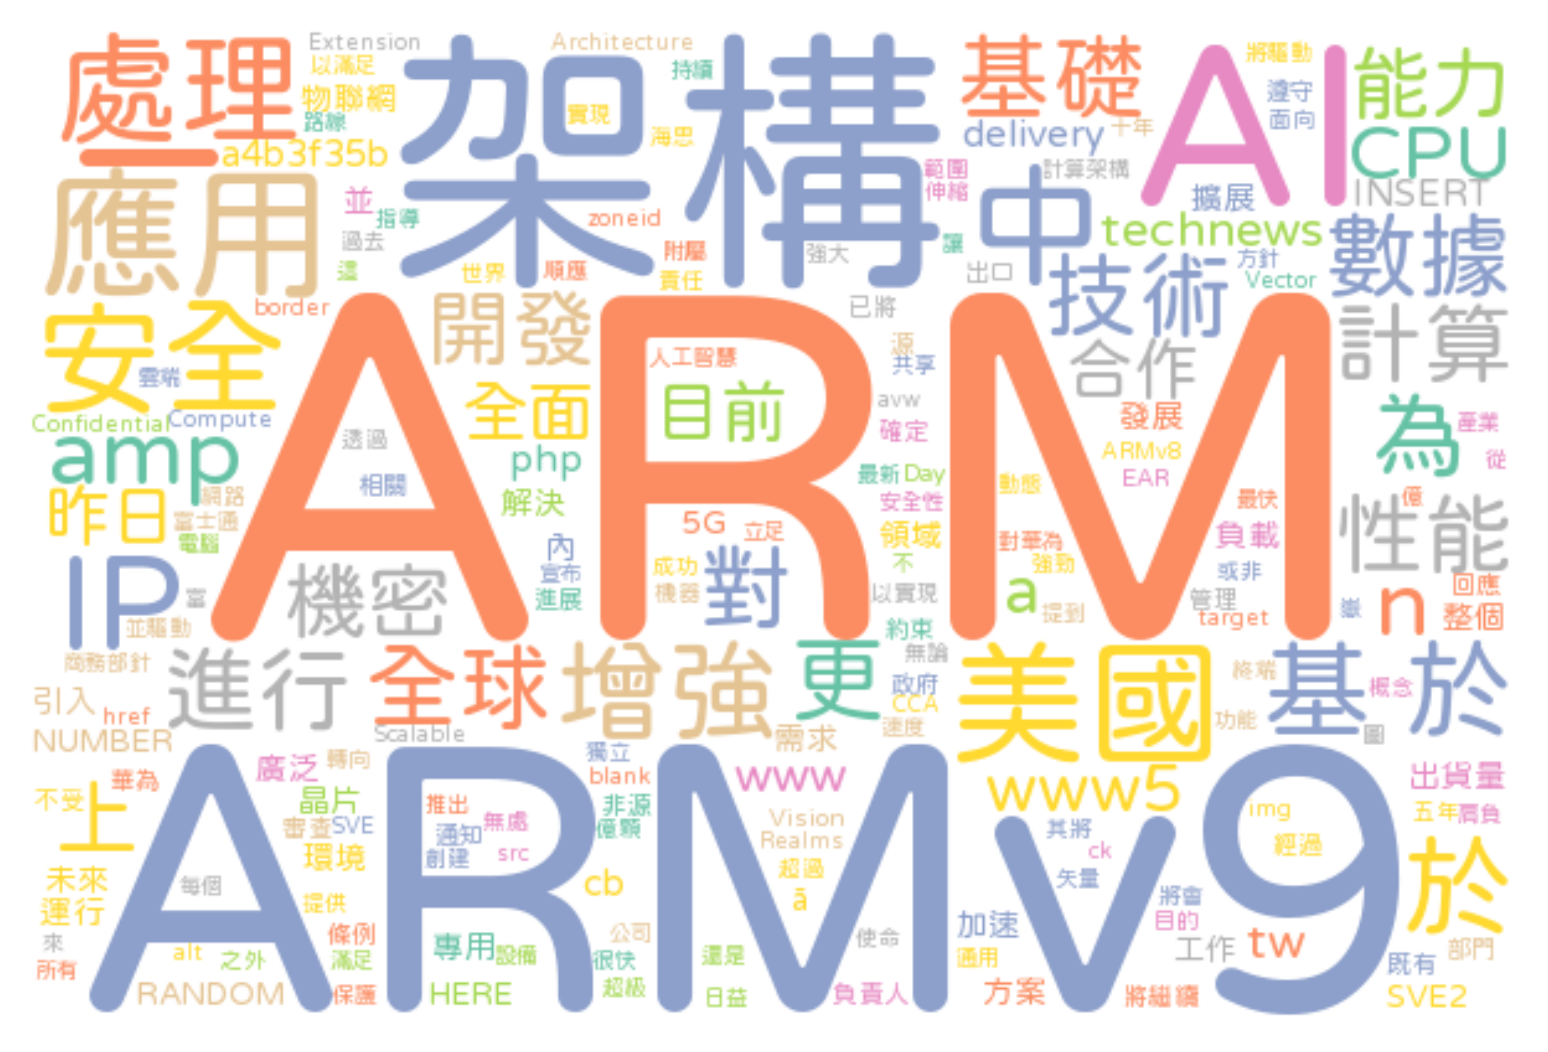 處理
Extension
以滿足
物聯網
路線
a4b3f35b
架構
Architecture
持續
實現
海思
基礎
delivery
十年
AI
將驅動
遵守
面向
能力
CPU
INSERT
應用
並
指導
過去
這
zoneid
世界
順應
附屬
責任
範圍
伸縮
讓
強大
計算架構
中
出口
擴展
technews
方針
Vector
數據
技術
安全
border
雲端
開發
ARM
人工智慧
已將
源
共享
合作
計算
Confidential
Compute
amp
全面
目前
avw
確定
發展
ARMv8
EAR
為
產業
從
透過
相關
php
解決
最新
Day
安全性
動態
最快
億
昨日
網路
富士通
電腦
5G
立足
領域
不
對華為
強勁
負載
或非
性能
IP
富
並驅動
機密
內
宣布
進展
成功
機器
對
以實現
約束
a
提到
管理
target
嶽
n
回應
整個
商務部針
進行
全球
增強
更
無論
政府
CCA
速度
美國
終端
功能
基
概念
於
引入
href
NUMBER
Scalable
需求
圖
ARMv9
不受
華為
上
廣泛
轉向
晶片
審查
SVE
環境
獨立
blank
推出
通知
創建
無處
src
非源
億顆
www
Vision
Realms
超過
www5
其將
ck
矢量
img
經過
出貨量
五年
肩負
於
未來
運行
每個
提供
cb
ā
加速
將會
目的
來
所有
alt
之外
條例
滿足
RANDOM
保護
專用
設備
HERE
公司
很快
超級
還是
日益
使命
負責人
通用
方案
工作
tw
將繼續
既有
部門
SVE2